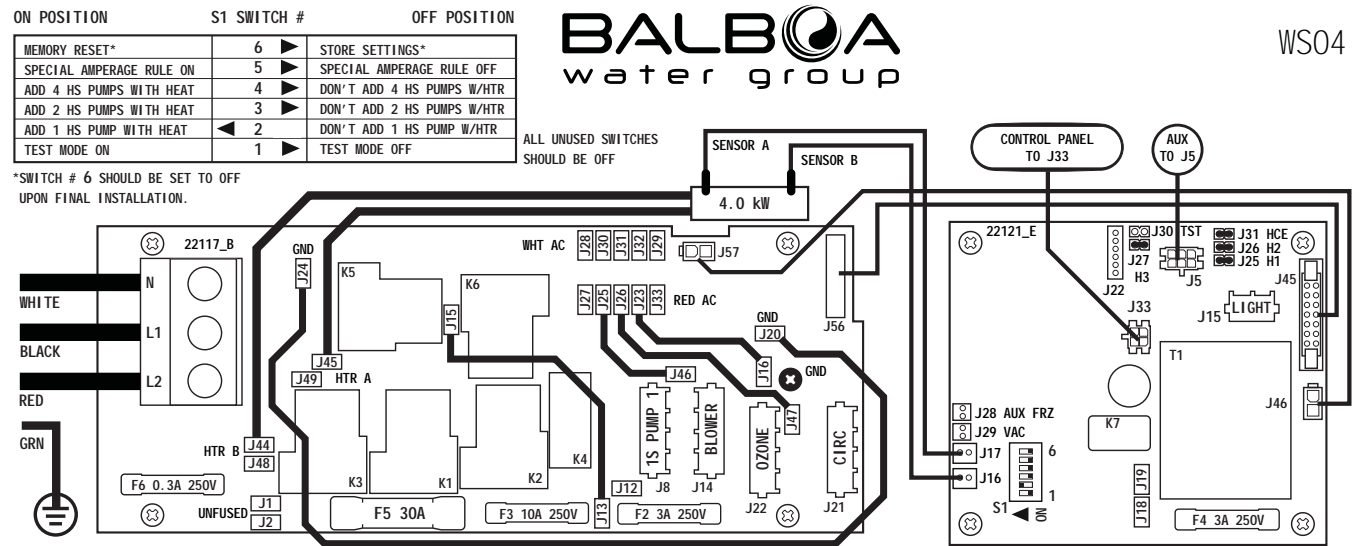 ON POSITION S1 SWITCH # OFF POSITION
MEMORY RESET* 6 ► STORE SETTINGS*
SPECIAL AMPERAGE RULE ON 5 ► SPECIAL AMPERAGE RULE OFF
ADD 4 HS PUMPS WITH HEAT 4 ► DON'T ADD 4 HS PUMPS W/HTR
ADD 2 HS PUMPS WITH HEAT 3 ► DON'T ADD 2 HS PUMPS W/HTR
ADD 1 HS PUMP WITH HEAT ◄ 2 DON'T ADD 1 HS PUMP W/HTR
TEST MODE ON 1 ► TEST MODE OFF
*SWITCH # 6 SHOULD BE SET TO OFF
UPON FINAL INSTALLATION.
ALL UNUSED SWITCHES
SHOULD BE OFF
BALBOA
water group
WS04
SENSOR A
SENSOR B
4.0 kW
CONTROL PANEL
TO J33
AUX
TO J5
22117_B
N
L1
L2
WHITE
BLACK
RED
GRN
GND
J24
K5
K6
J15
J45
J49
HTR A
HTR B
J44
J48
F6 0.3A 250V
UNFUSED
J1
J2
K3
K1
K2
K4
F5 30A
F3 10A 250V
J13
J12
F2 3A 250V
WHT AC
J28
J30
J31
J32
J29
J57
J27
J25
J26
J23
J33
RED AC
GND
J20
J56
J46
J16
GND
J47
1S PUMP 1
J8
BLOWER
J14
OZONE
J22
CIRC
J21
22121_E
J22
J30 TST
J27
H3
J5
J31 HCE
J26 H2
J25 H1
J45
J33
J15
LIGHT
T1
K7
J46
J28 AUX FRZ
J29 VAC
J17
J16
6
1
S1
◄ ON
J19
J18
F4 3A 250V